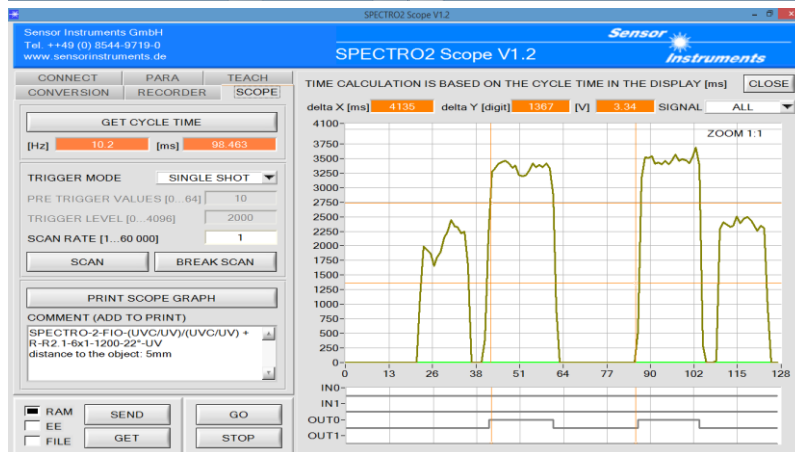 SPECTRO2 Scope V1.2
Sensor Instruments GmbH
Tel. ++49 (0) 8544-9719-0
www.sensorinstruments.de
SPECTRO2 Scope V1.2
Sensor
Instruments
CONNECT PARA TEACH
CONVERSION RECORDER SCOPE
GET CYCLE TIME
[Hz] 10.2 [ms] 98.463
TRIGGER MODE SINGLE SHOT
PRE TRIGGER VALUES [0...64] 10
TRIGGER LEVEL [0...4096] 2000
SCAN RATE [1...60 000] 1
SCAN BREAK SCAN
PRINT SCOPE GRAPH
COMMENT (ADD TO PRINT)
SPECTRO-2-FIO-(UVC/UV)/(UVC/UV) +
R-R2.1-6x1-1200-22°-UV
distance to the object: 5mm
RAM
EE
FILE
SEND GO
GET STOP
TIME CALCULATION IS BASED ON THE CYCLE TIME IN THE DISPLAY [ms] CLOSE
delta X [ms] 4135 delta Y [digit] 1367 [V] 3.34 SIGNAL ALL
ZOOM 1:1
4100-
3750-
3500-
3250-
3000-
2750-
2500-
2250-
2000-
1750-
1500-
1250-
1000-
750-
500-
250-
0-
0 13 26 38 51 64 77 90 102 115 128
IN0-
IN1-
OUT0-
OUT1-